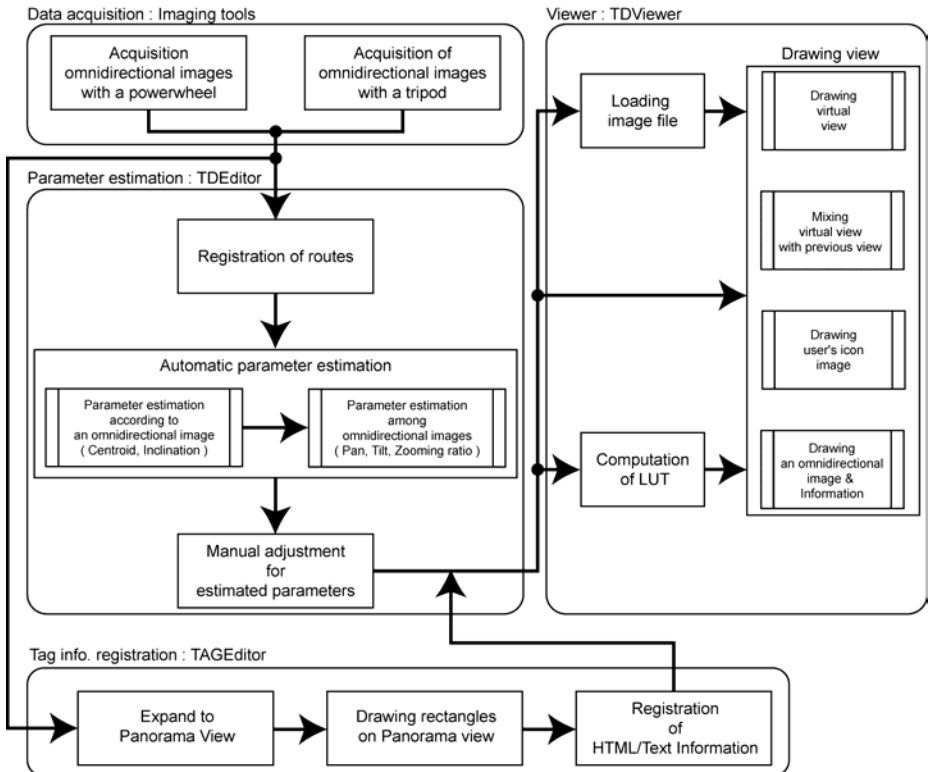 Data acquisition : Imaging tools
Acquisition
omnidirectional images
with a powerwheel
Acquisition of
omnidirectional images
with a tripod
Parameter estimation : TDEditor
Registration of routes
Automatic parameter estimation
Parameter estimation
according to
an omnidirectional image
( Centroid, Inclination )
Parameter estimation
among
omnidirectional images
( Pan, Tilt, Zooming ratio )
Manual adjustment
for
estimated parameters
Viewer : TDViewer
Loading
image file
Computation
of LUT
Drawing view
Drawing
virtual
view
Mixing
virtual view
with previous view
Drawing
user's icon
image
Drawing
an omnidirectional
image &
Information
Tag info. registration : TAGEditor
Expand to
Panorama View
Drawing rectangles
on Panorama view
Registration
of
HTML/Text Information